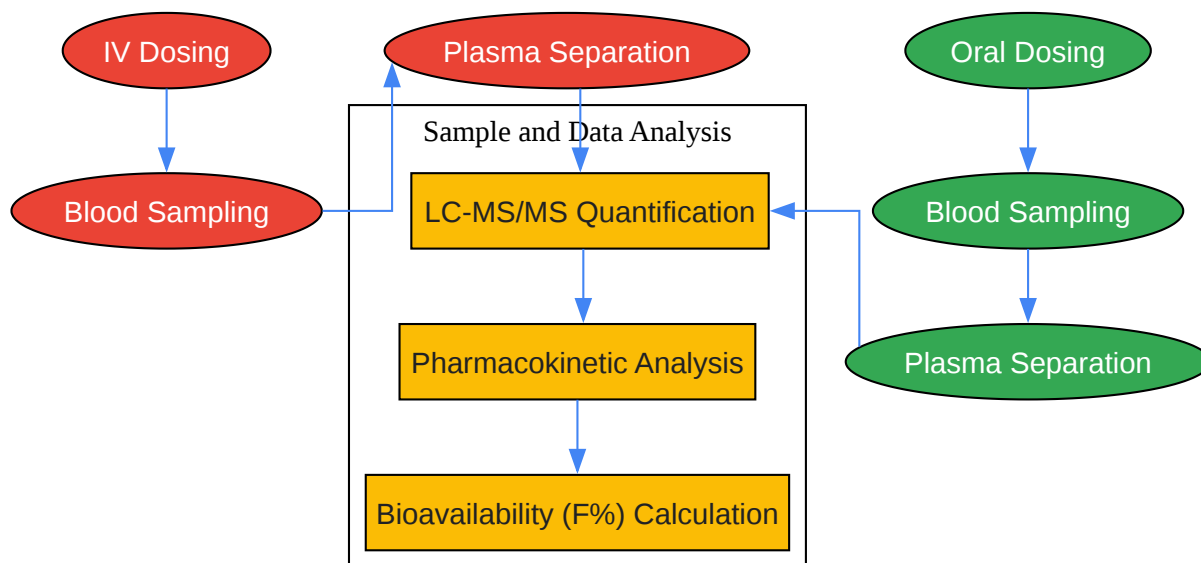 IV Dosing
Plasma Separation
Oral Dosing
Sample and Data Analysis
Blood Sampling
LC-MS/MS Quantification
Blood Sampling
Pharmacokinetic Analysis
Plasma Separation
Bioavailability (F%) Calculation